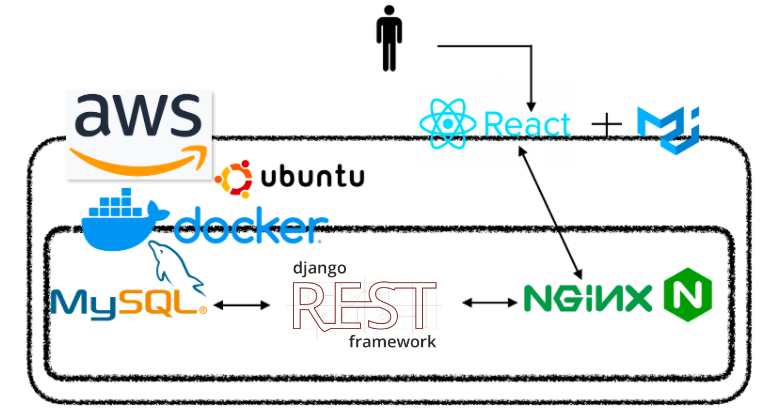 aws
React +
ubuntu
docker
MySQL®
django
REST
framework
NGiNX N